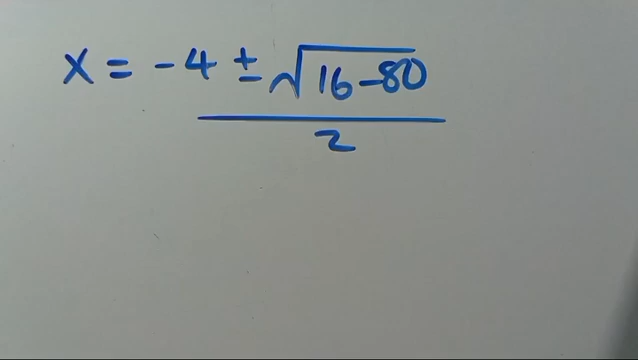 x = -4 ± √16-80
2